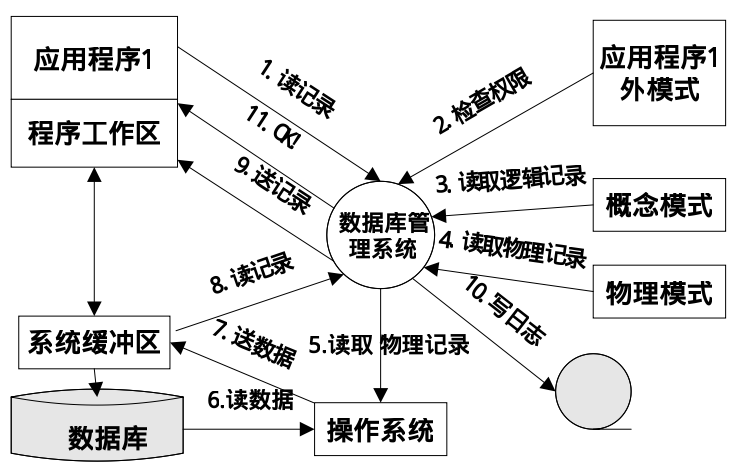 应用程序1
程序工作区
1. 读记录
11. OK!
9. 送记录
2. 检查权限
应用程序1
外模式
3. 读取逻辑记录
概念模式
数据库管
理系统
4. 读取物理记录
物理模式
8. 读记录
10. 写日志
系统缓冲区
7. 送数据
5.读取 物理记录
6.读数据
数据库
操作系统